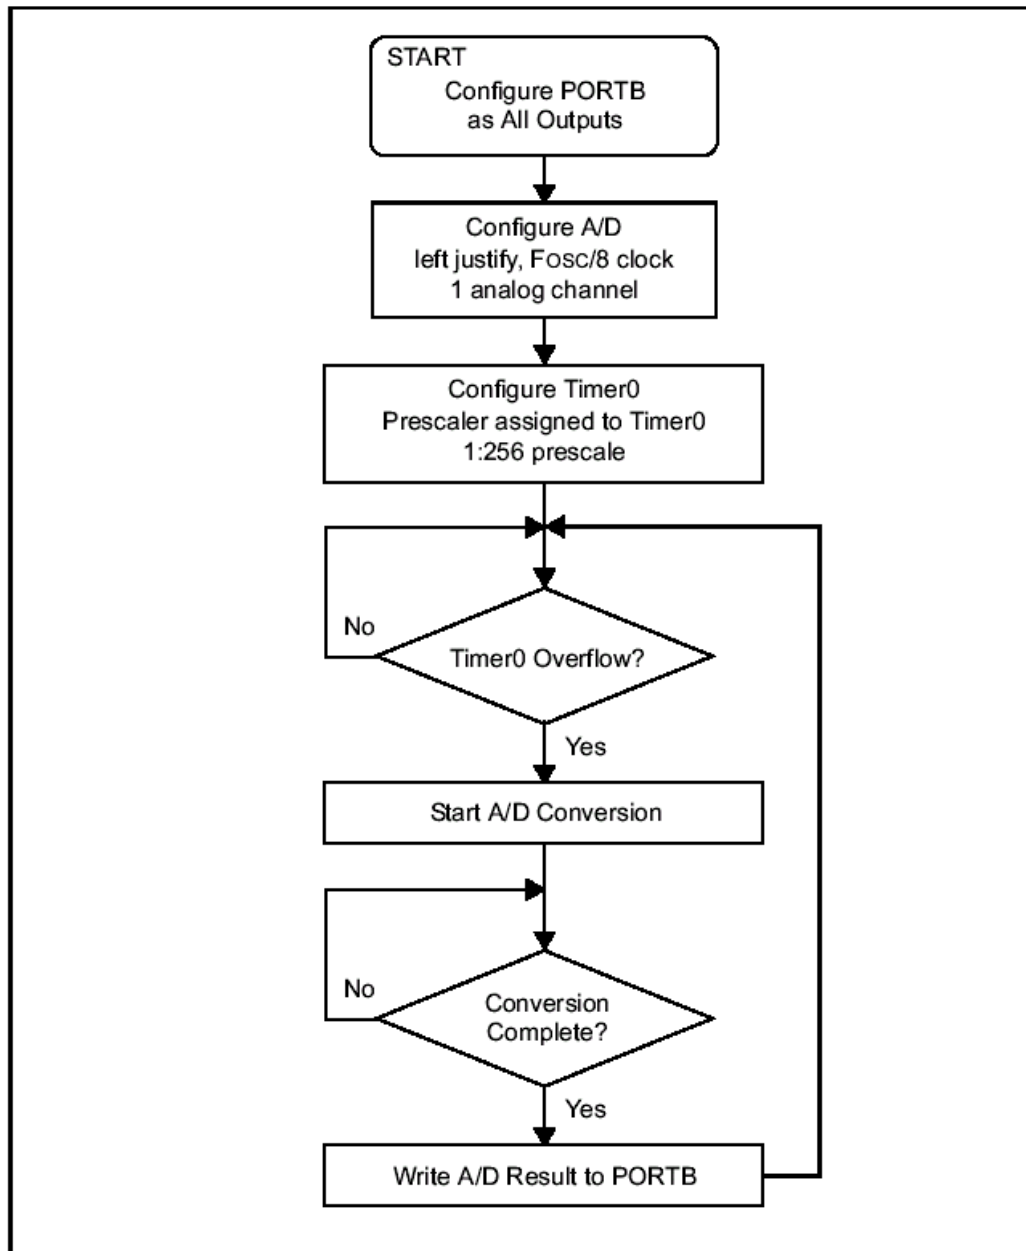 START
Configure PORTB
as All Outputs
Configure A/D
left justify, FOSC/8 clock
1 analog channel
Configure Timer0
Prescaler assigned to Timer0
1:256 prescale
No
Timer0 Overflow?
Yes
Start A/D Conversion
No
Conversion
Complete?
Yes
Write A/D Result to PORTB